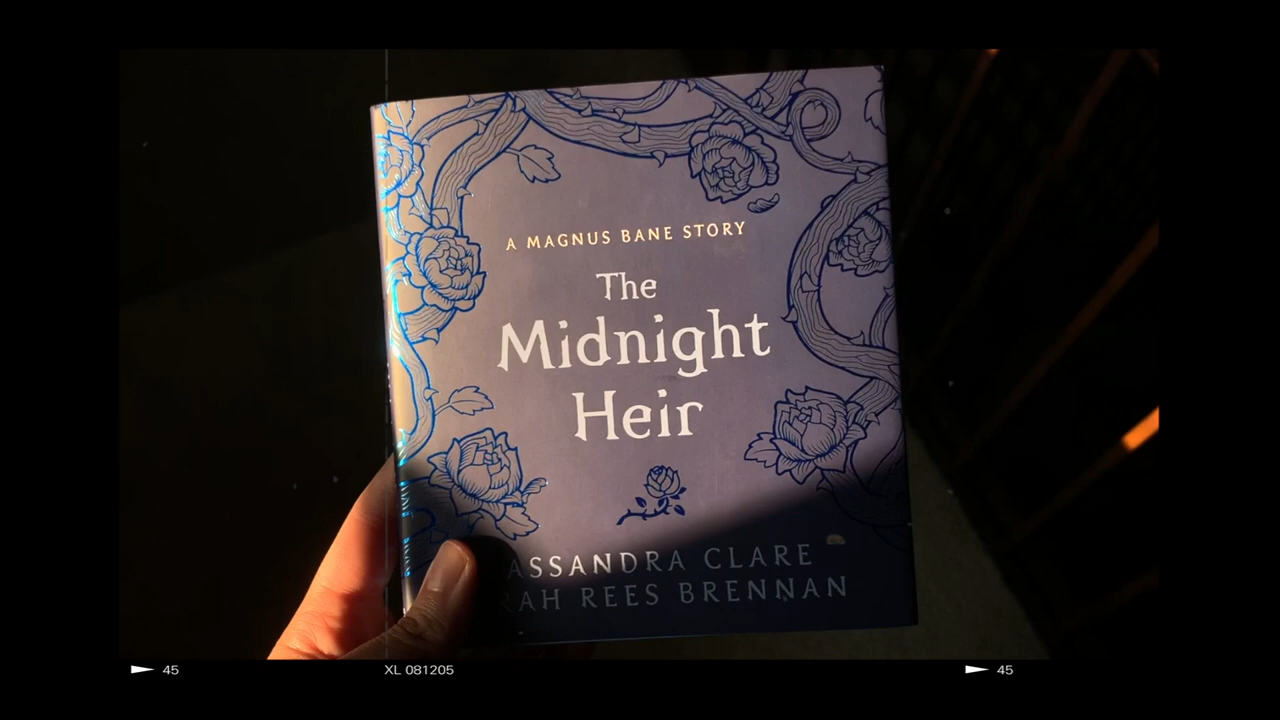 A MAGNUS BANE STORY
The
Midnight
Heir
ASSANDRA CLARE
RAH REES BRENNAN
45
XL 081205
45